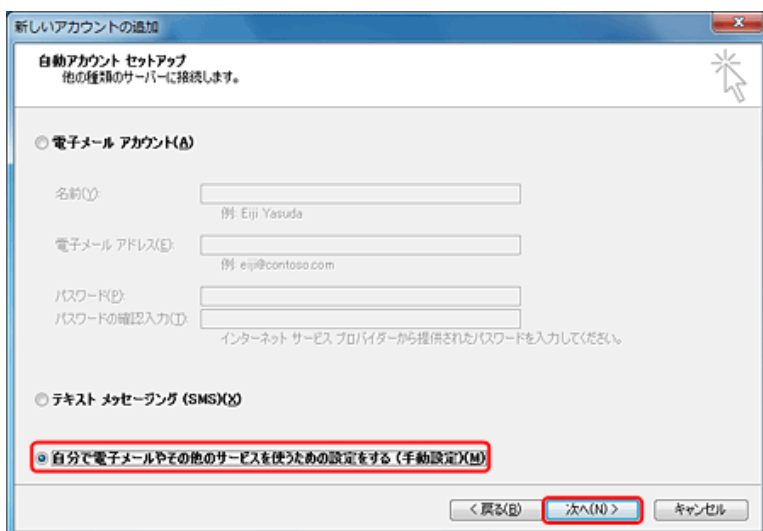 新しいアカウントの追加
自動アカウント セットアップ
他の種類のサーバーに接続します。
電子メール アカウント(A)
名前(Y):
例: Eiji Yasuda
電子メール アドレス(E):
例: eiji@contoso.com
パスワード(P):
パスワードの確認入力(T):
インターネット サービス プロバイダーから提供されたパスワードを入力してください。
テキスト メッセージング (SMS)(X)
自分で電子メールやその他のサービスを使うための設定をする (手動設定)(M)
< 戻る(B) 次へ(N) > キャンセル